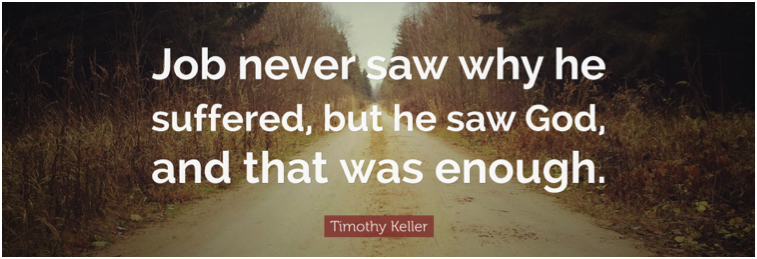 Job never saw why he
suffered, but he saw God,
and that was enough.
Timothy Keller